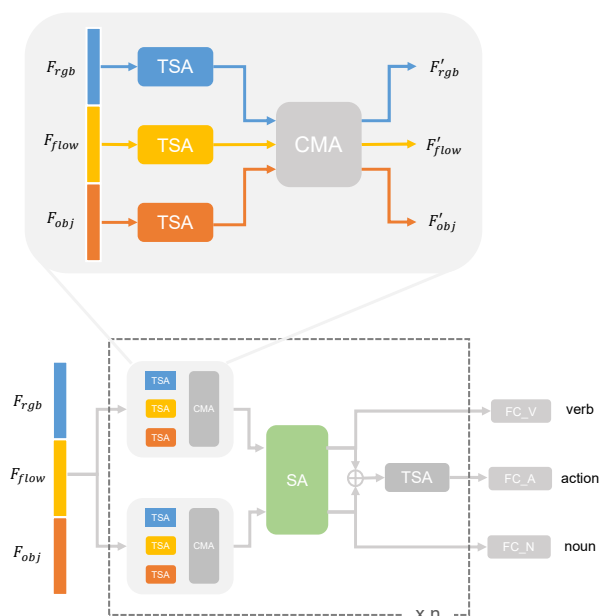 F_rgb
TSA
F'_rgb
F_flow
TSA
CMA
F'_flow
F_obj
TSA
F'_obj
F_rgb
F_flow
F_obj
TSA
TSA
TSA
CMA
TSA
TSA
TSA
CMA
SA
TSA
FC_V
verb
FC_A
action
FC_N
noun
x n